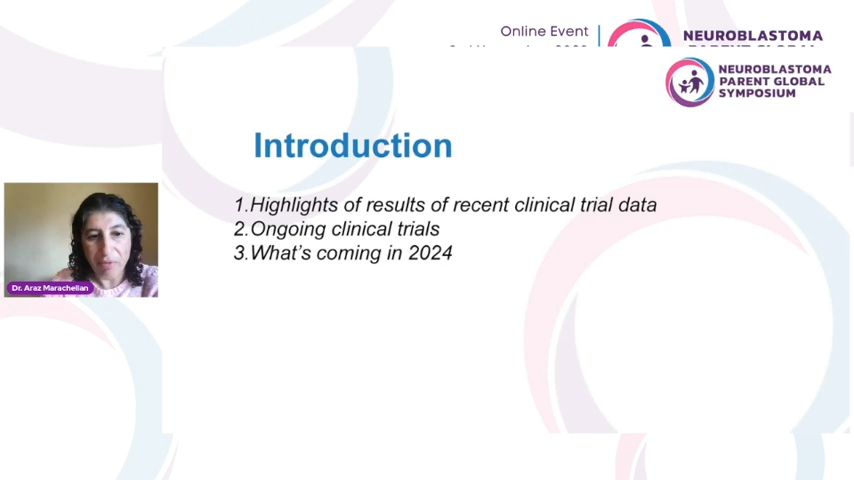 Online Event
NEUROBLASTOMA
NEUROBLASTOMA
PARENT GLOBAL
SYMPOSIUM
Introduction
1.Highlights of results of recent clinical trial data
2.Ongoing clinical trials
3.What's coming in 2024
Dr. Araz Marachelian